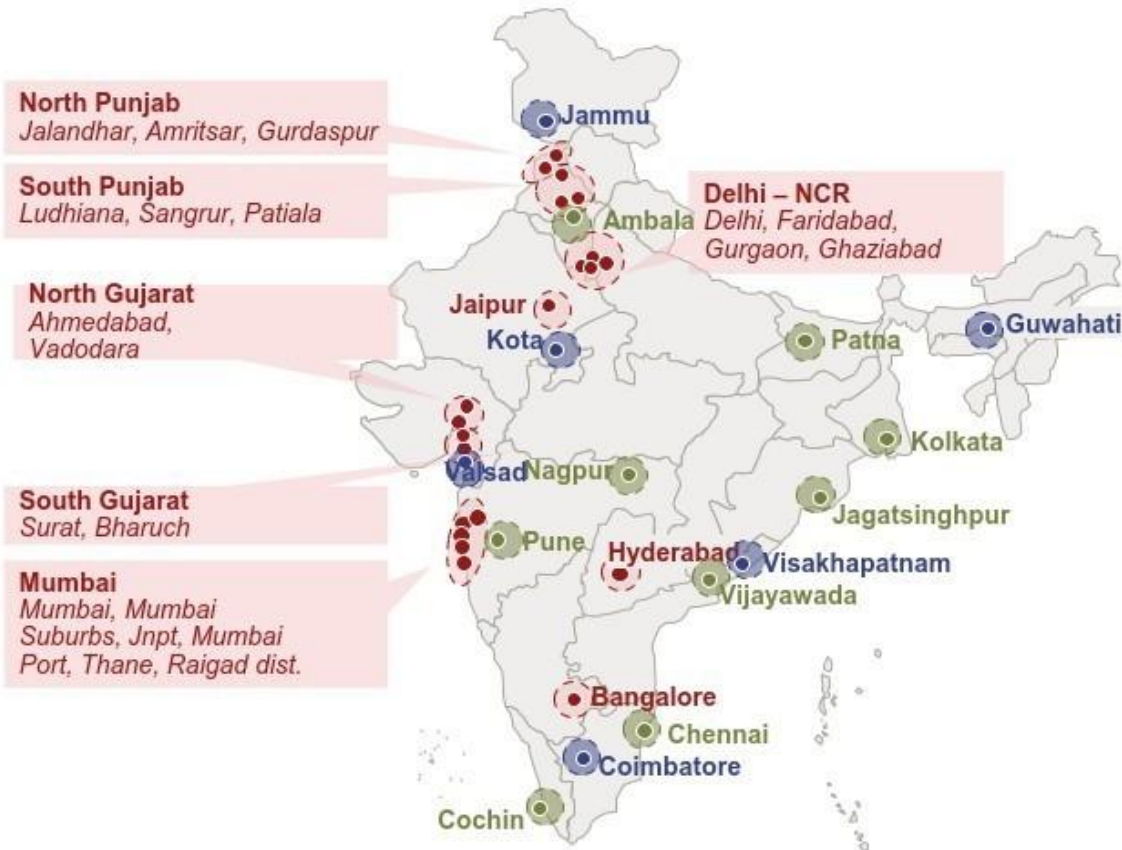 North Punjab
Jalandhar, Amritsar, Gurdaspur
South Punjab
Ludhiana, Sangrur, Patiala
North Gujarat
Ahmedabad,
Vadodara
South Gujarat
Surat, Bharuch
Mumbai
Mumbai, Mumbai
Suburbs, Jnpt, Mumbai
Port, Thane, Raigad dist.
Jammu
Delhi – NCR
Delhi, Faridabad,
Gurgaon, Ghaziabad
Ambala
Jaipur
Kota
Patna
Guwahati
Kolkata
Valsad
Nagpur
Jagatsinghpur
Pune
Hyderabad
Visakhapatnam
Vijayawada
Bangalore
Chennai
Coimbatore
Cochin